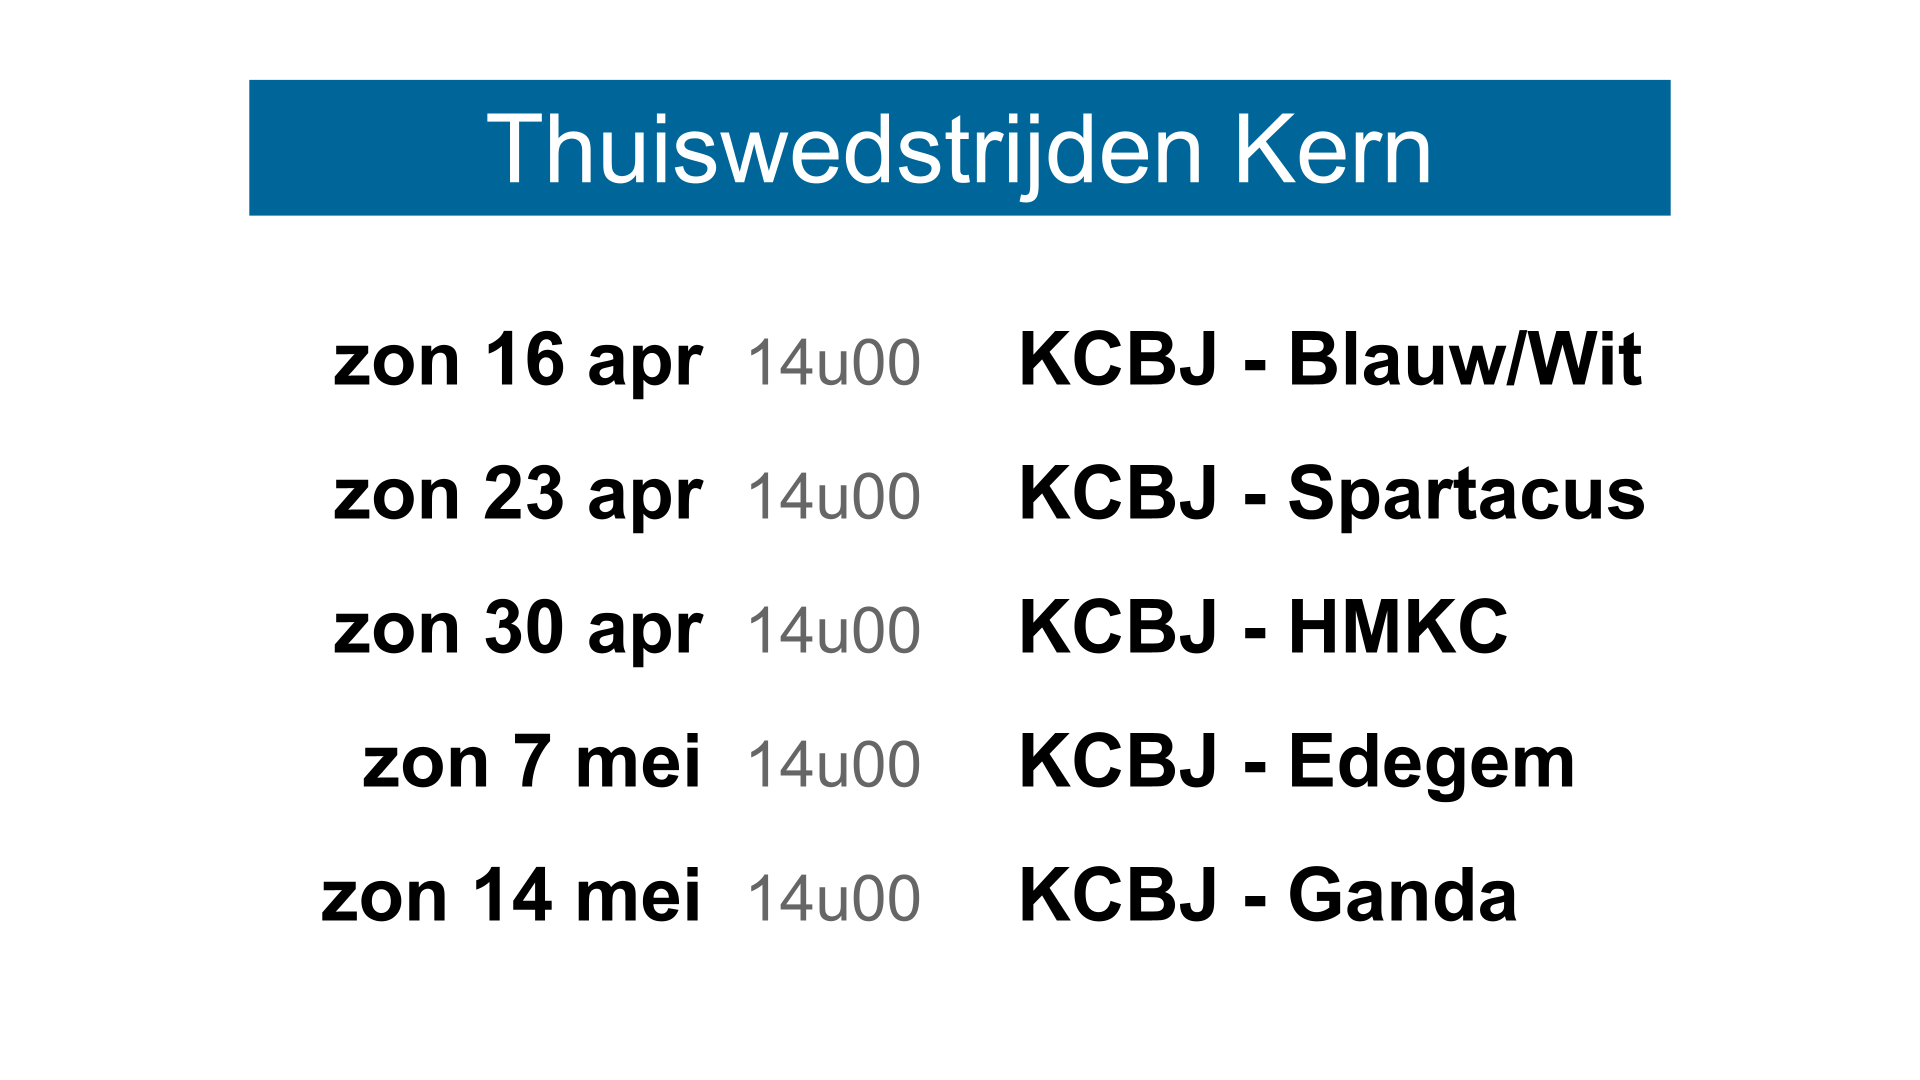 Thuiswedstrijden Kern
zon 16 apr 14u00 KCBJ - Blauw/Wit
zon 23 apr 14u00 KCBJ - Spartacus
zon 30 apr 14u00 KCBJ - HMKC
zon 7 mei 14u00 KCBJ - Edegem
zon 14 mei 14u00 KCBJ - Ganda